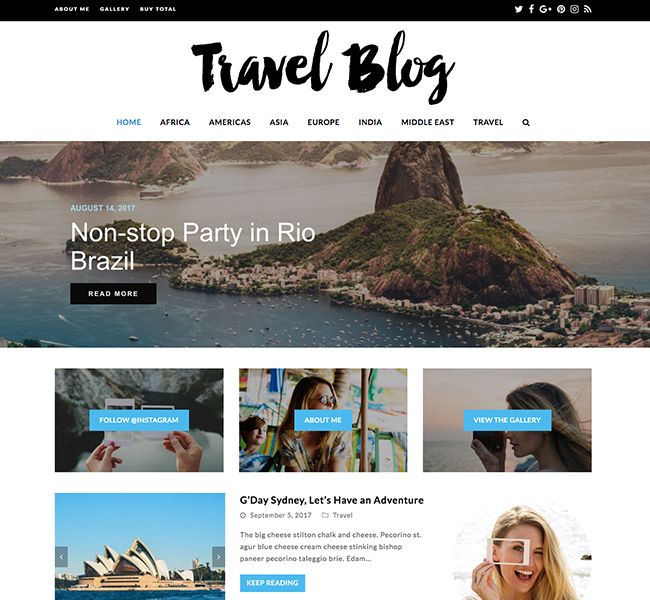 ABOUT ME GALLERY BUY TOTAL
Travel Blog
HOME AFRICA AMERICAS ASIA EUROPE INDIA MIDDLE EAST TRAVEL
AUGUST 14, 2017
Non-stop Party in Rio
Brazil
READ MORE
FOLLOW @INSTAGRAM
ABOUT ME
VIEW THE GALLERY
G'Day Sydney, Let's Have an Adventure
September 5, 2017 Travel
The big cheese stilton chalk and cheese. Pecorino st.
agur blue cheese cream cheese stinking bishop
paneer pecorino taleggio brie. Edam...
KEEP READING